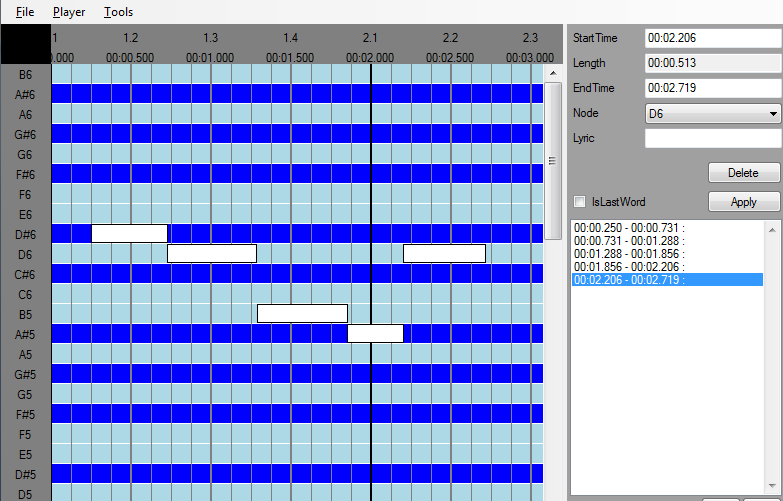 File Player Tools
1 1.2 1.3 1.4 2.1 2.2 2.3
0.000 00:00.500 00:01.000 00:01.500 00:02.000 00:02.500 00:03.000
B6
A#6
A6
G#6
G6
F#6
F6
E6
D#6
D6
C#6
C6
B5
A#5
A5
G#5
G5
F#5
F5
E5
D#5
D5
StartTime 00:02.206
Length 00:00.513
EndTime 00:02.719
Node D6
Lyric
Delete
IsLastWord Apply
00:00.250 - 00:00.731 :
00:00.731 - 00:01.288 :
00:01.288 - 00:01.856 :
00:01.856 - 00:02.206 :
00:02.206 - 00:02.719 :